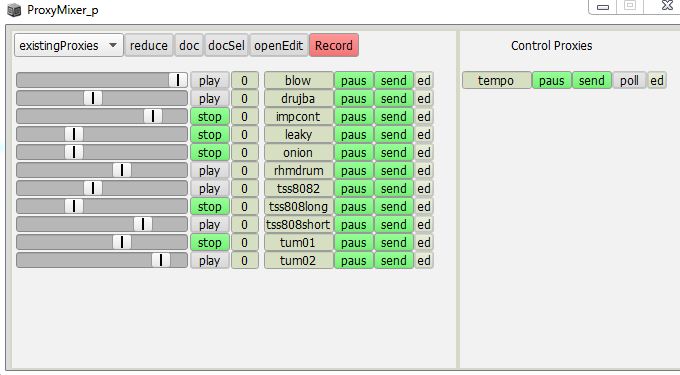 ProxyMixer_p
existingProxies reduce doc docSel openEdit Record
Control Proxies
play 0 blow paus send ed
tempo paus send poll ed
play 0 drujba paus send ed
stop 0 impcont paus send ed
stop 0 leaky paus send ed
stop 0 onion paus send ed
play 0 rhmdrum paus send ed
play 0 tss8082 paus send ed
stop 0 tss808long paus send ed
play 0 tss808short paus send ed
stop 0 tum01 paus send ed
play 0 tum02 paus send ed